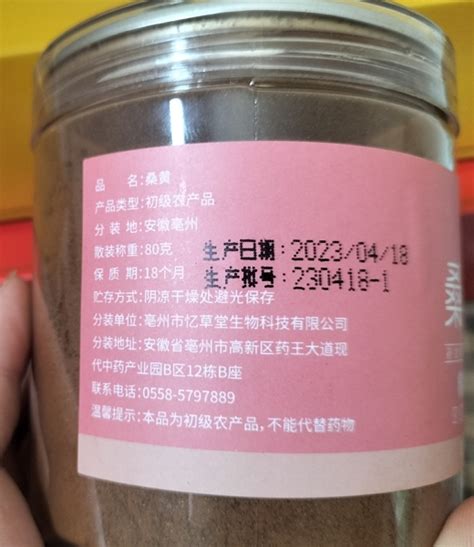 品 名:桑黄
产品类型:初级农产品
分 装 地:安徽亳州
散装称重:80克
生产日期:2023/04/18
保 质 期:18个月
生产批号:230418-1
贮存方式:阴凉干燥处避光保存
分装单位:亳州市忆草堂生物科技有限公司
分装地址:安徽省亳州市高新区药王大道现
代中药产业园B区12栋B座
联系电话:0558-5797889
温馨提示:本品为初级农产品,不能代替药物